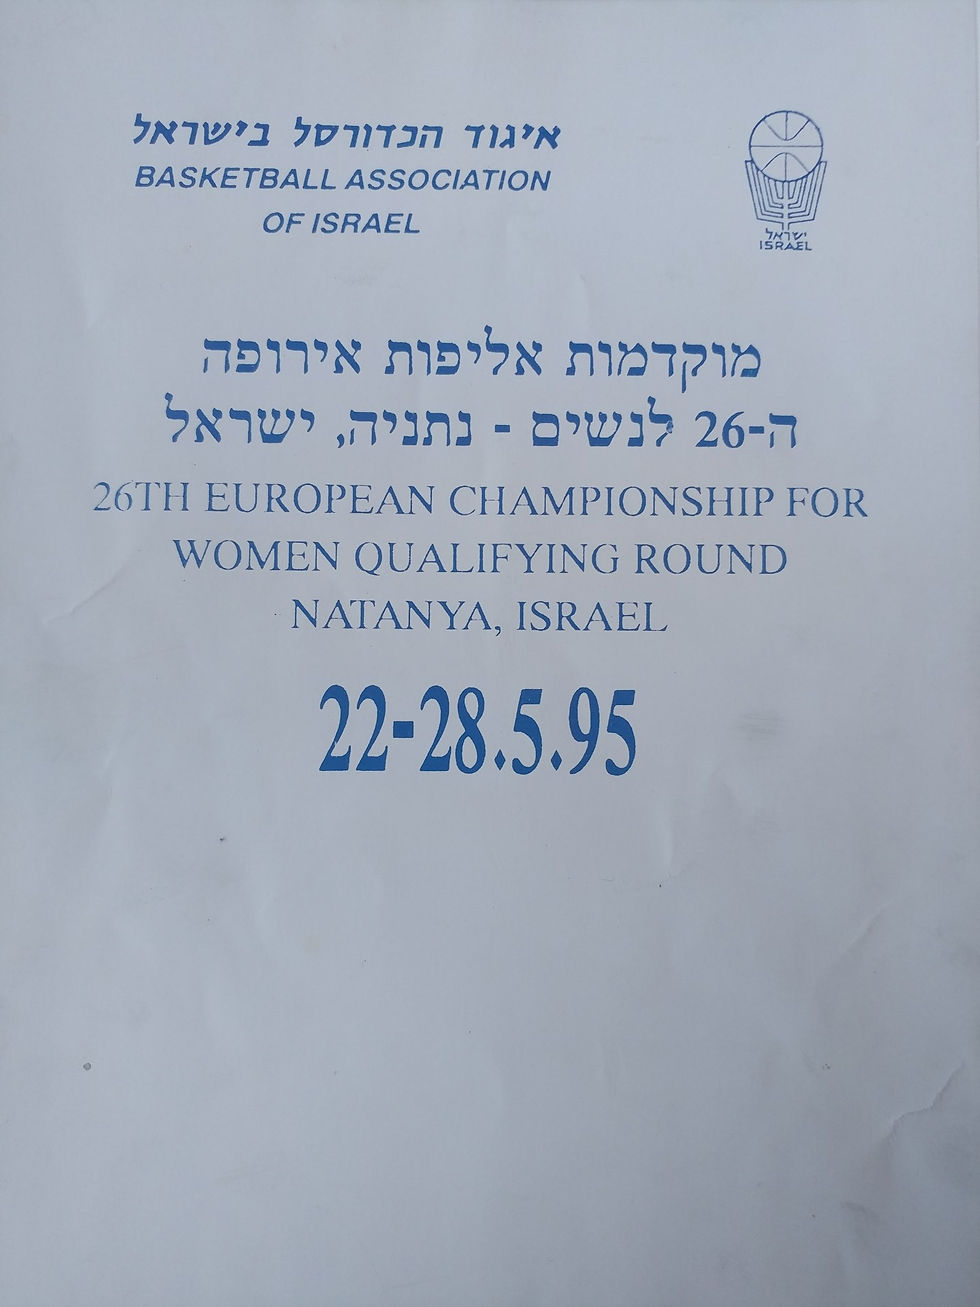 איגוד הכדורסל בישראל
BASKETBALL ASSOCIATION
OF ISRAEL
ישראל
ISRAEL
מוקדמות אליפות אירופה
ה-26 לנשים - נתניה, ישראל
26TH EUROPEAN CHAMPIONSHIP FOR
WOMEN QUALIFYING ROUND
NATANYA, ISRAEL
22-28.5.95